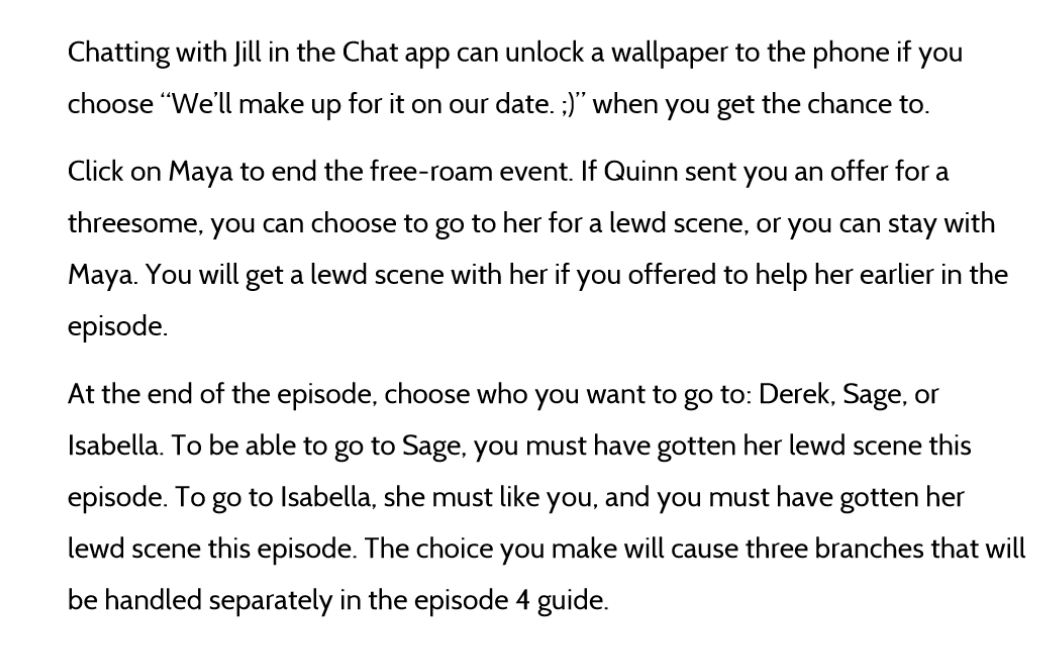 Chatting with Jill in the Chat app can unlock a wallpaper to the phone if you
choose “We’ll make up for it on our date. ;)” when you get the chance to.
Click on Maya to end the free-roam event. If Quinn sent you an offer for a
threesome, you can choose to go to her for a lewd scene, or you can stay with
Maya. You will get a lewd scene with her if you offered to help her earlier in the
episode.
At the end of the episode, choose who you want to go to: Derek, Sage, or
Isabella. To be able to go to Sage, you must have gotten her lewd scene this
episode. To go to Isabella, she must like you, and you must have gotten her
lewd scene this episode. The choice you make will cause three branches that will
be handled separately in the episode 4 guide.